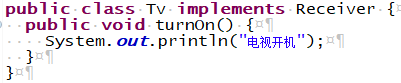 public class Tv implements Receiver {
public void turnOn() {
System.out.println("电视开机");
}
}